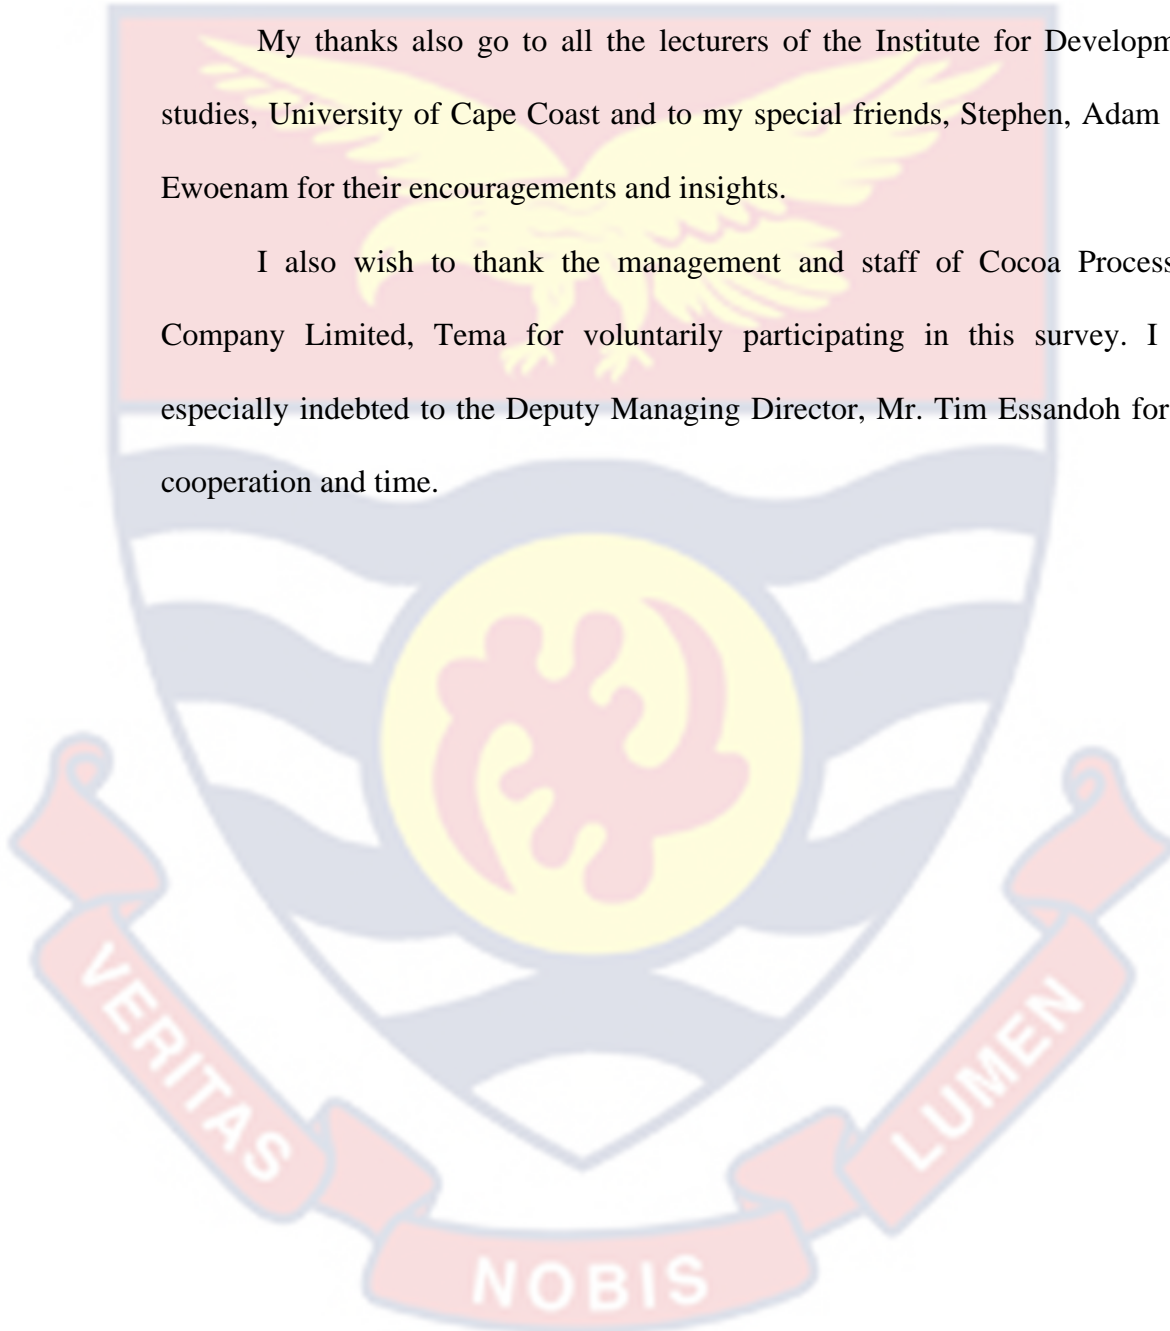 My thanks also go to all the lecturers of the Institute for Developm
studies, University of Cape Coast and to my special friends, Stephen, Adam
Ewoenam for their encouragements and insights.
I also wish to thank the management and staff of Cocoa Process
Company Limited, Tema for voluntarily participating in this survey. I
especially indebted to the Deputy Managing Director, Mr. Tim Essandoh for
cooperation and time.
VERITAS
NOBIS
LUMEN